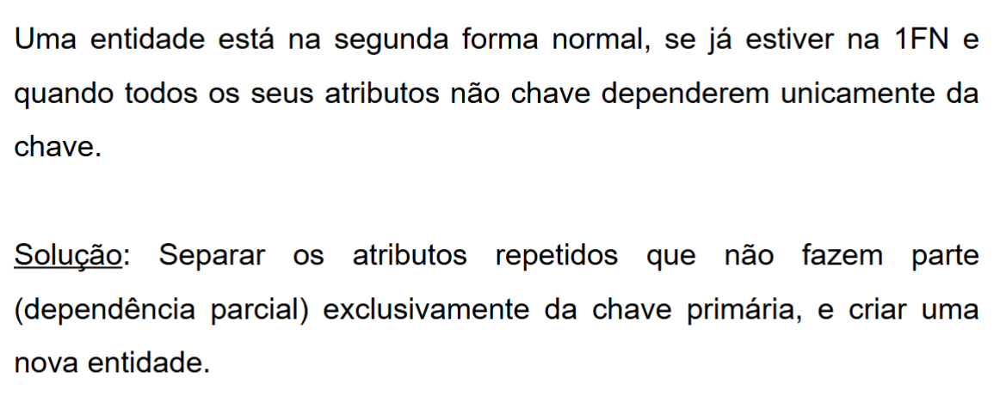 Uma entidade está na segunda forma normal, se já estiver na 1FN e
quando todos os seus atributos não chave dependerem unicamente da
chave.
Solução: Separar os atributos repetidos que não fazem parte
(dependência parcial) exclusivamente da chave primária, e criar uma
nova entidade.